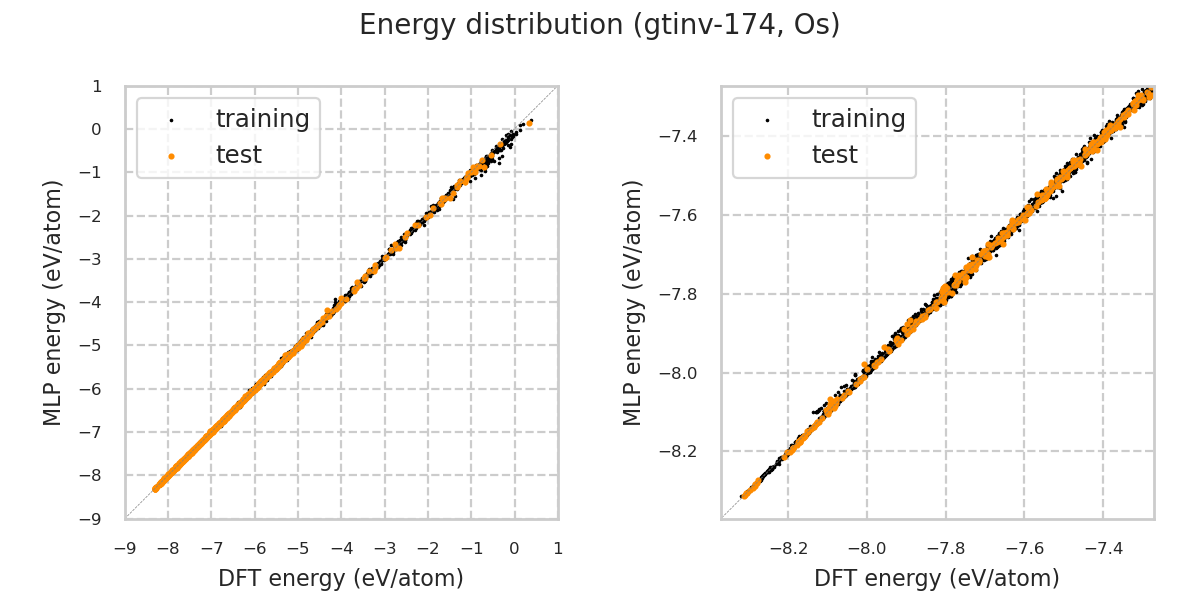 Energy distribution (gtinv-174, Os)
MLP energy (eV/atom)
1
0
−1
−2
−3
−4
−5
−6
−7
−8
−9
training
test
−9 −8 −7 −6 −5 −4 −3 −2 −1 0 1
DFT energy (eV/atom)
MLP energy (eV/atom)
−7.4
−7.6
−7.8
−8.0
−8.2
training
test
−8.2 −8.0 −7.8 −7.6 −7.4
DFT energy (eV/atom)